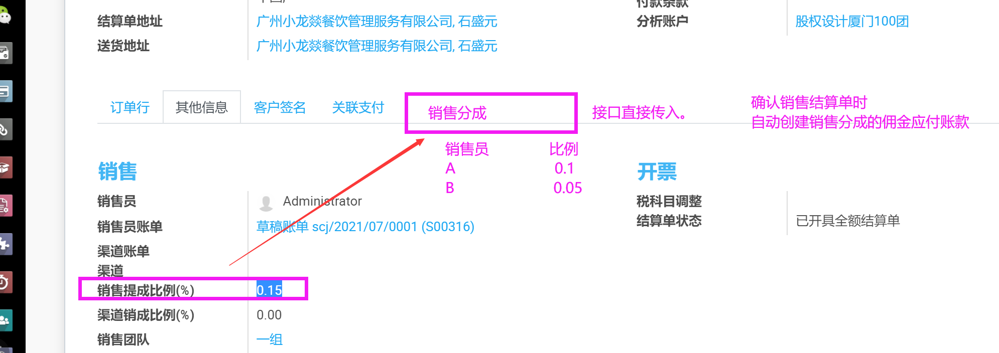 付款条款
结算单地址 广州小龙燚餐饮管理服务有限公司, 石盛元
分析账户 股权设计厦门100团
送货地址 广州小龙燚餐饮管理服务有限公司, 石盛元
订单行 其他信息 客户签名 关联支付 销售分成 接口直接传入。
确认销售结算单时
自动创建销售分成的佣金应付账款
销售员 比例
A 0.1
B 0.05
销售
销售员 Administrator
销售员账单 草稿账单 scj/2021/07/0001 (S00316)
渠道账单
渠道
销售提成比例(%) 0.15
渠道销成比例(%) 0.00
销售团队 一组
开票
税科目调整
结算单状态 已开具全额结算单